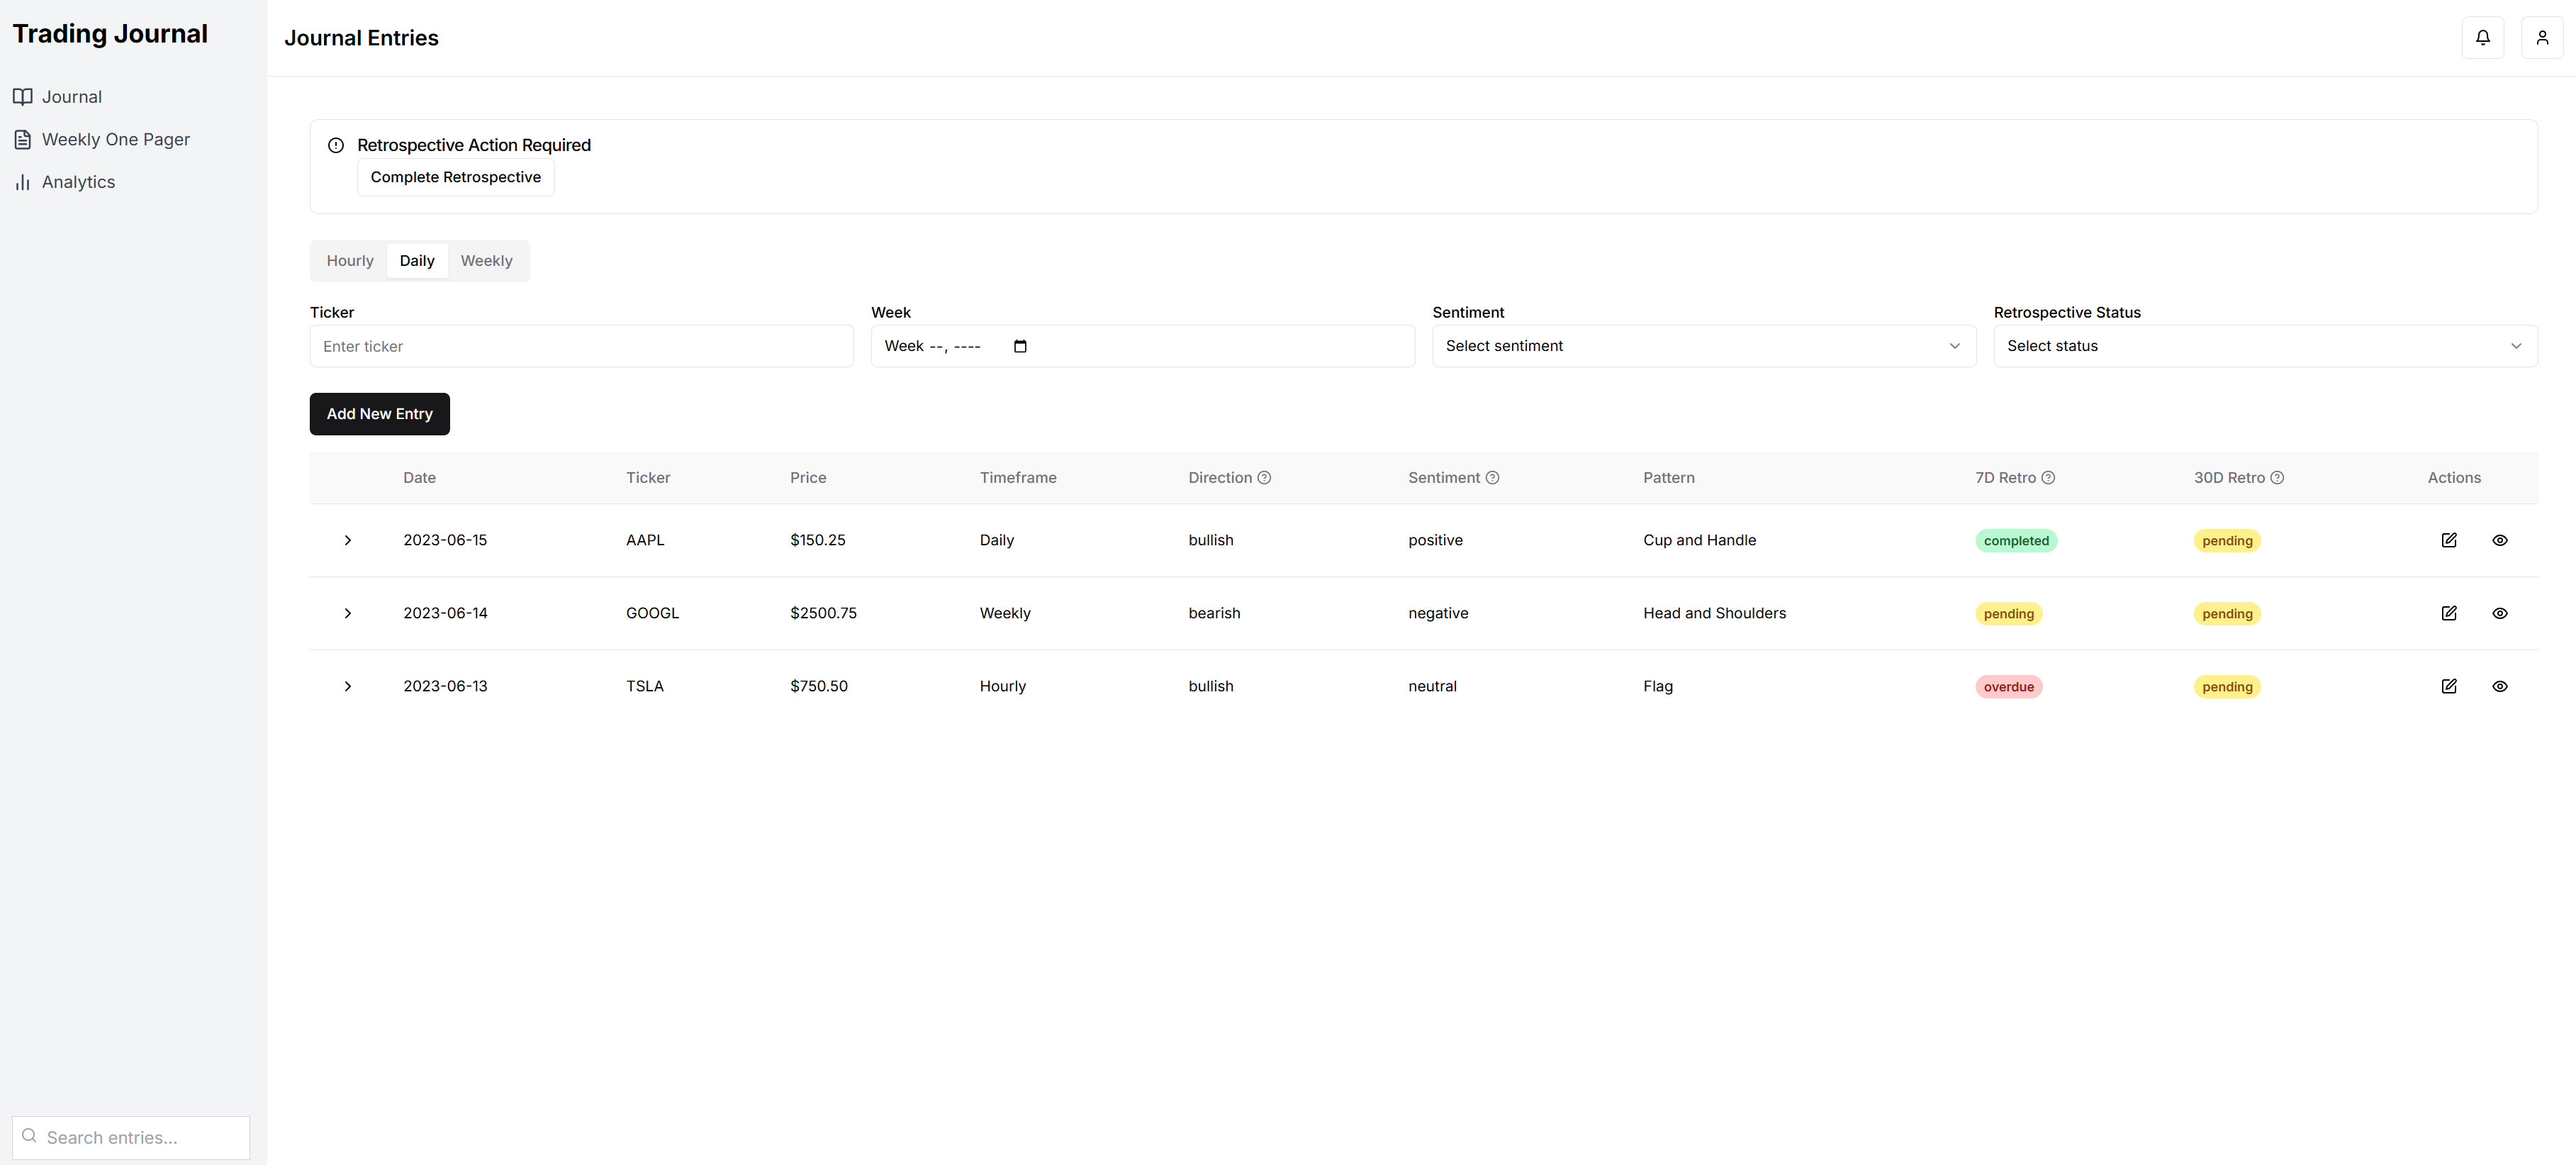 Trading Journal
Journal
Weekly One Pager
Analytics
Search entries...
Journal Entries
Retrospective Action Required
Complete Retrospective
Hourly Daily Weekly
Ticker Week Sentiment Retrospective Status
Enter ticker Week --, ---- Select sentiment Select status
Add New Entry
Date Ticker Price Timeframe Direction Sentiment Pattern 7D Retro 30D Retro Actions
2023-06-15 AAPL $150.25 Daily bullish positive Cup and Handle completed pending
2023-06-14 GOOGL $2500.75 Weekly bearish negative Head and Shoulders pending pending
2023-06-13 TSLA $750.50 Hourly bullish neutral Flag overdue pending